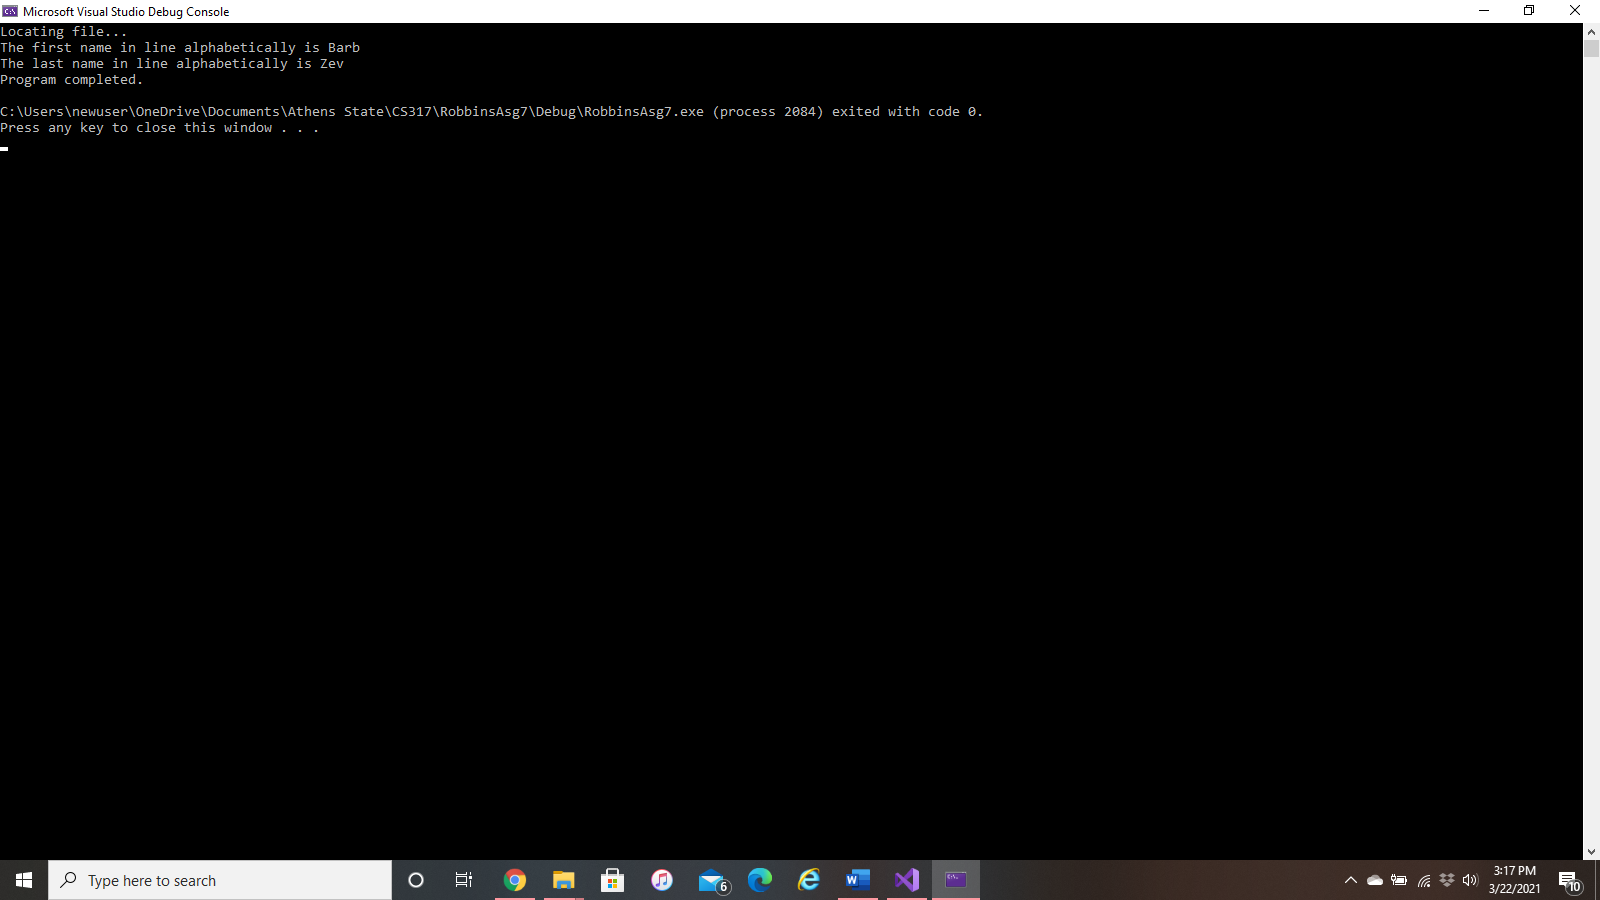 Microsoft Visual Studio Debug Console
Locating file...
The first name in line alphabetically is Barb
The last name in line alphabetically is Zev
Program completed.
C:\Users\newuser\OneDrive\Documents\Athens State\CS317\RobbinsAsg7\Debug\RobbinsAsg7.exe (process 2084) exited with code 0.
Press any key to close this window . . .
Type here to search
6
3:17 PM
3/22/2021
10